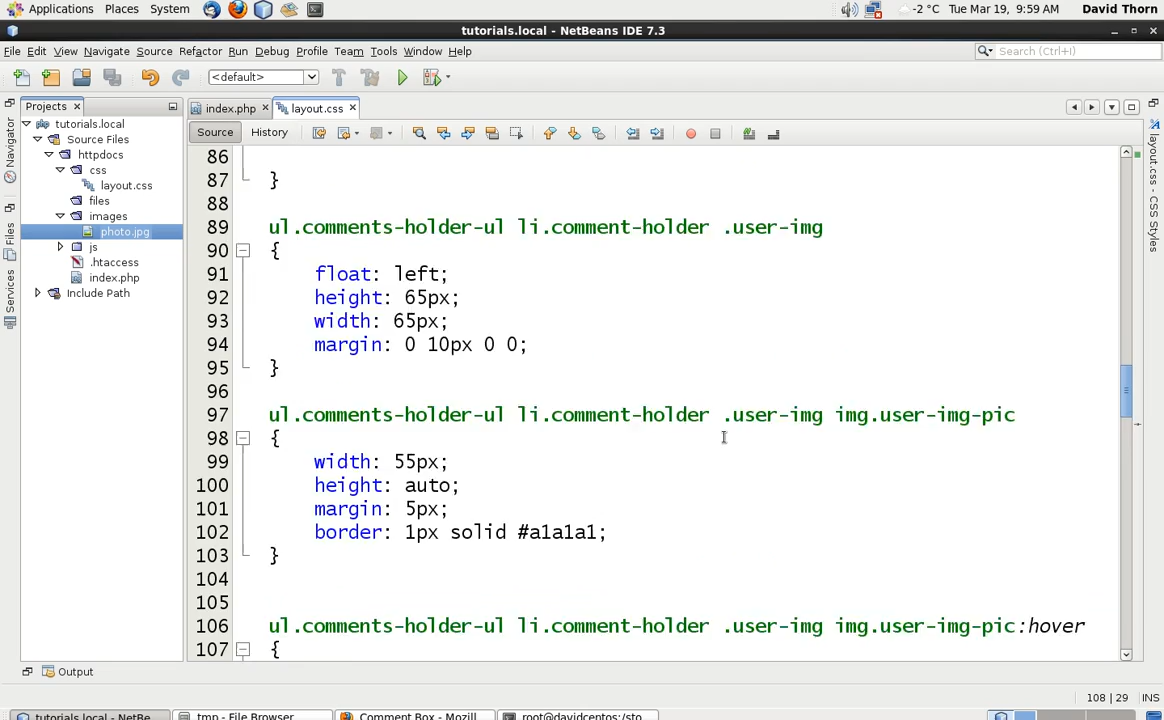 Applications Places System -2 °C Tue Mar 19, 9:59 AM David Thorn
tutorials.local - NetBeans IDE 7.3
File Edit View Navigate Source Refactor Run Debug Profile Team Tools Window Help Search (Ctrl+I)
<default>
Projects index.php layout.css
Source History
tutorials.local
Source Files
httpdocs
css
layout.css
files
images
photo.jpg
js
.htaccess
index.php
Include Path
Navigator
Files
Services
layout.css - CSS Styles
86
87 }
88
89 ul.comments-holder-ul li.comment-holder .user-img
90 {
91 float: left;
92 height: 65px;
93 width: 65px;
94 margin: 0 10px 0 0;
95 }
96
97 ul.comments-holder-ul li.comment-holder .user-img img.user-img-pic
98 {
99 width: 55px;
100 height: auto;
101 margin: 5px;
102 border: 1px solid #a1a1a1;
103 }
104
105
106 ul.comments-holder-ul li.comment-holder .user-img img.user-img-pic:hover
107 {
Output
108 | 29 INS
tutorials.local - NetBe... tmp - File Browser Comment Box - Mozill... root@davidcentos:/sto...